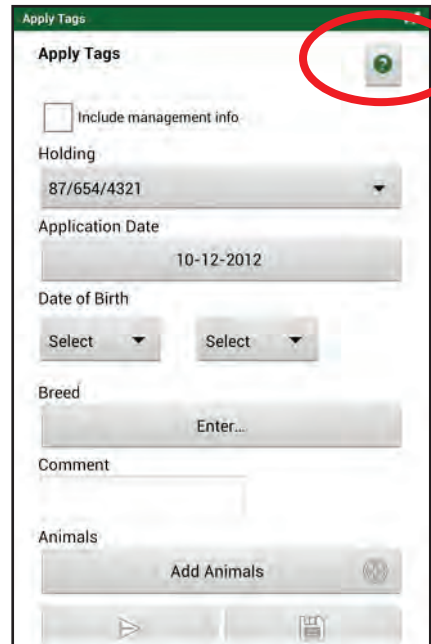 Apply Tags
Apply Tags
?
Include management info
Holding
87/654/4321
Application Date
10-12-2012
Date of Birth
Select Select
Breed
Enter...
Comment
Animals
Add Animals